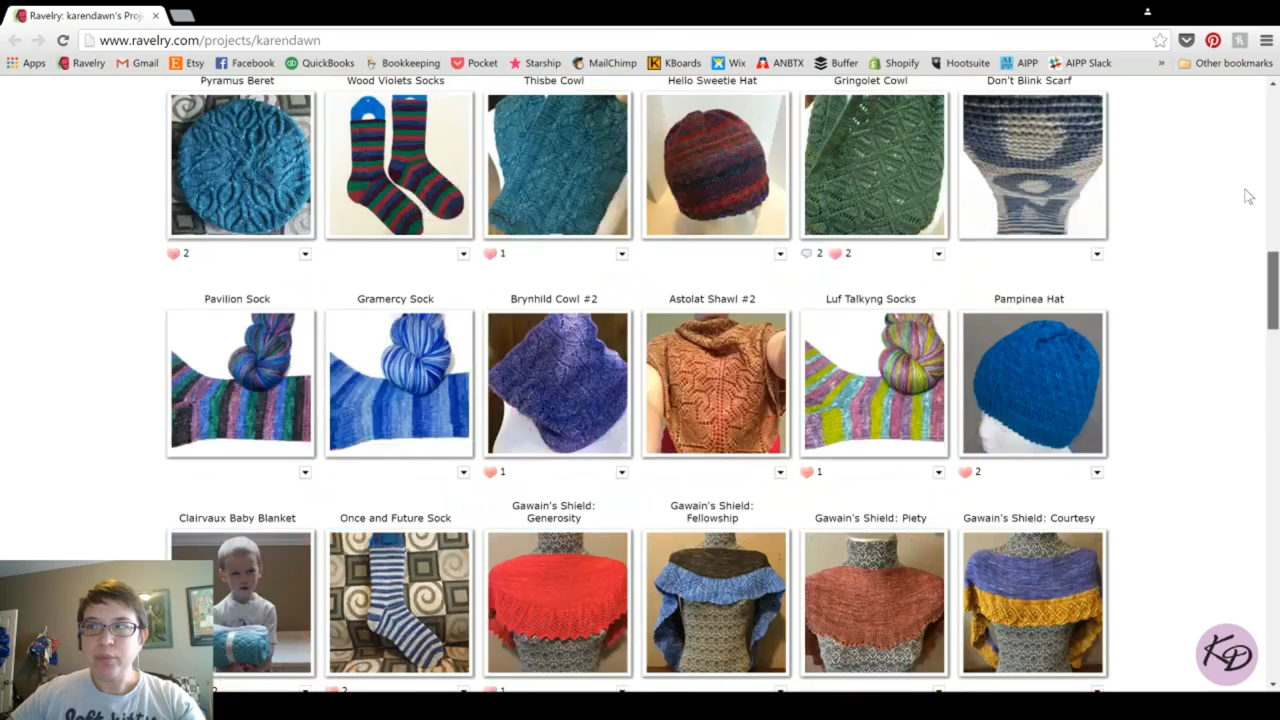 Ravelry: karendawn's Proj
www.ravelry.com/projects/karendawn
Apps Ravelry Gmail Etsy Facebook QuickBooks Bookkeeping Pocket Starship MailChimp KBoards Wix ANBTX Buffer Shopify Hootsuite AIPP AIPP Slack » Other bookmarks
Pyramus Beret Wood Violets Socks Thisbe Cowl Hello Sweetie Hat Gringolet Cowl Don't Blink Scarf
2 1 2 2
Pavilion Sock Gramercy Sock Brynhild Cowl #2 Astolat Shawl #2 Luf Talkyng Socks Pampinea Hat
1 1 2
Clairvaux Baby Blanket Once and Future Sock Gawain's Shield: Generosity Gawain's Shield: Fellowship Gawain's Shield: Piety Gawain's Shield: Courtesy
KD